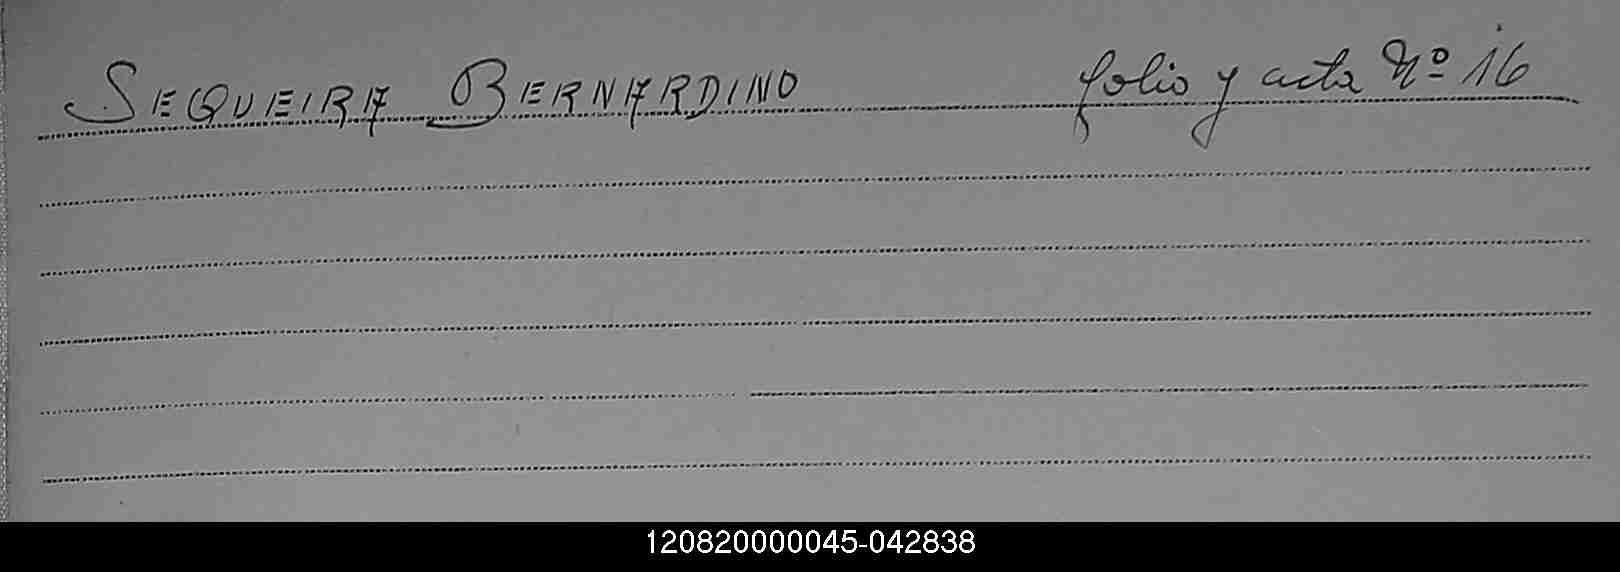 SEQUEIRA BERNARDINO folio y acta Nº 16
120820000045-042838